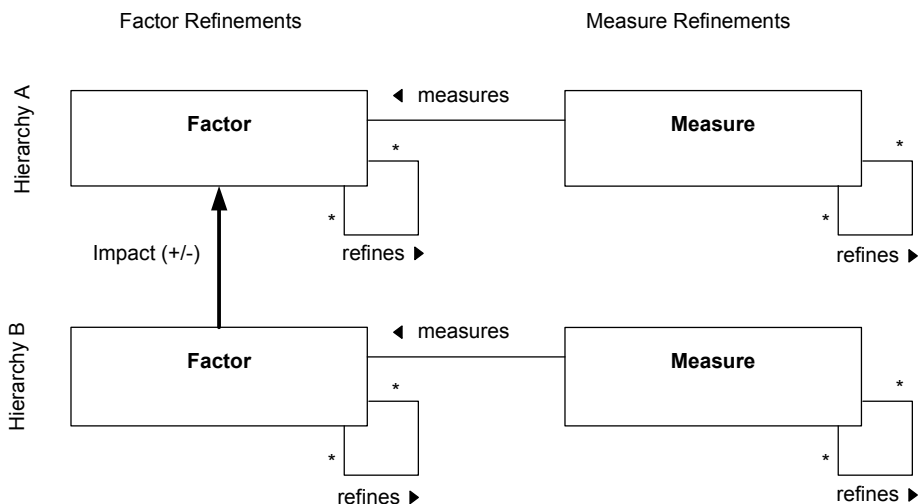 Factor Refinements
Measure Refinements
Hierarchy A
Factor
◀ measures
Measure
*
*
refines ▶
*
*
refines ▶
Impact (+/-)
Hierarchy B
Factor
◀ measures
Measure
*
*
refines ▶
*
*
refines ▶